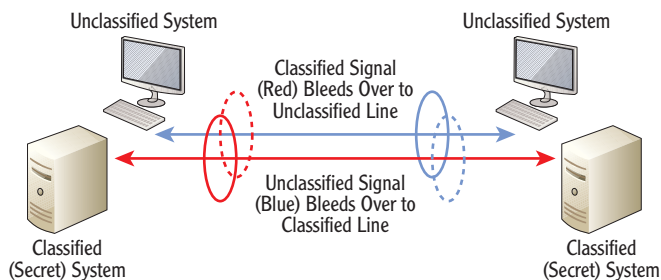 Unclassified System
Unclassified System
Classified Signal
(Red) Bleeds Over to
Unclassified Line
Unclassified Signal
(Blue) Bleeds Over to
Classified Line
Classified
(Secret) System
Classified
(Secret) System